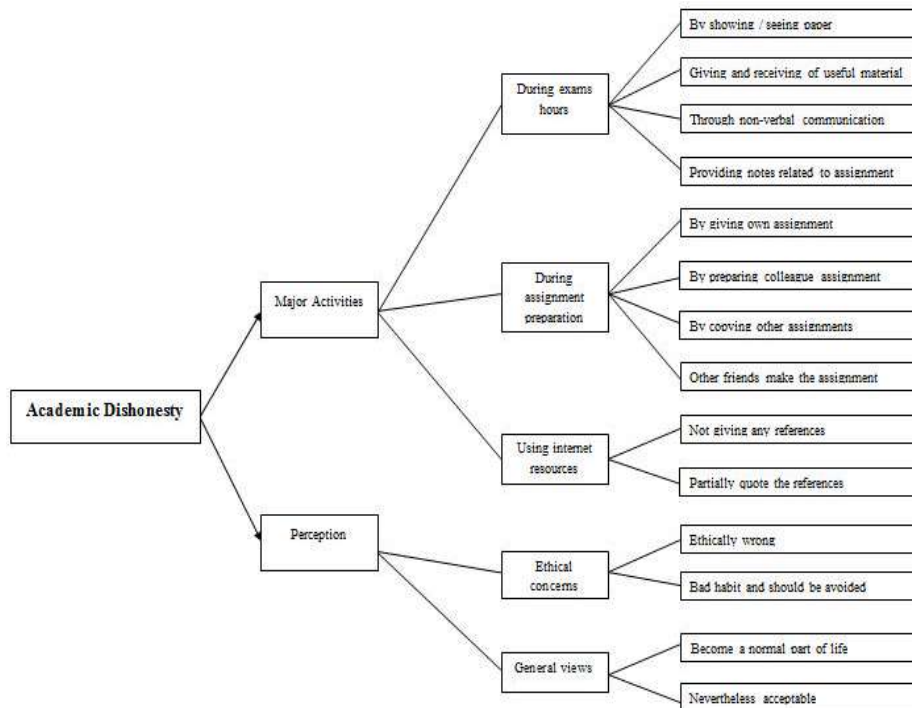 Academic Dishonesty
Major Activities
During exams
hours
By showing / seeing paper
Giving and receiving of useful material
Through non-verbal communication
Providing notes related to assignment
During
assignment
preparation
By giving own assignment
By preparing colleague assignment
By copying other assignments
Other friends make the assignment
Using internet
resources
Not giving any references
Partially quote the references
Perception
Ethical
concerns
Ethically wrong
Bad habit and should be avoided
General views
Become a normal part of life
Nevertheless acceptable